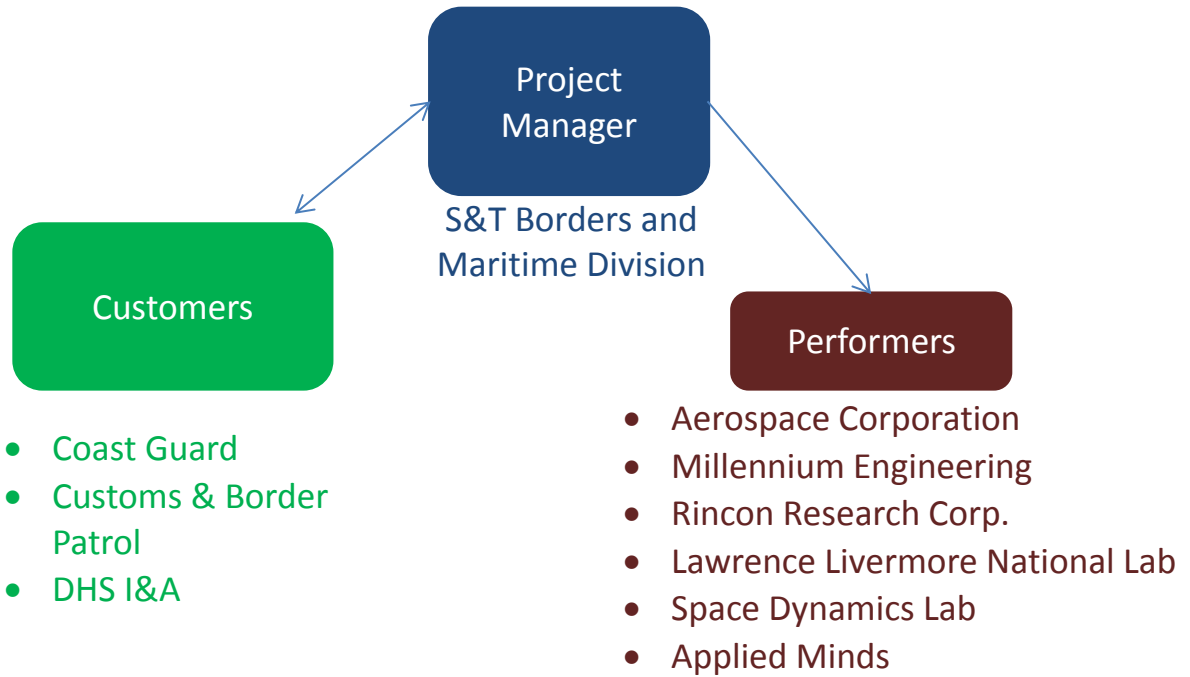 Project
Manager
S&T Borders and
Maritime Division
Customers
• Coast Guard
• Customs & Border
Patrol
• DHS I&A
Performers
• Aerospace Corporation
• Millennium Engineering
• Rincon Research Corp.
• Lawrence Livermore National Lab
• Space Dynamics Lab
• Applied Minds